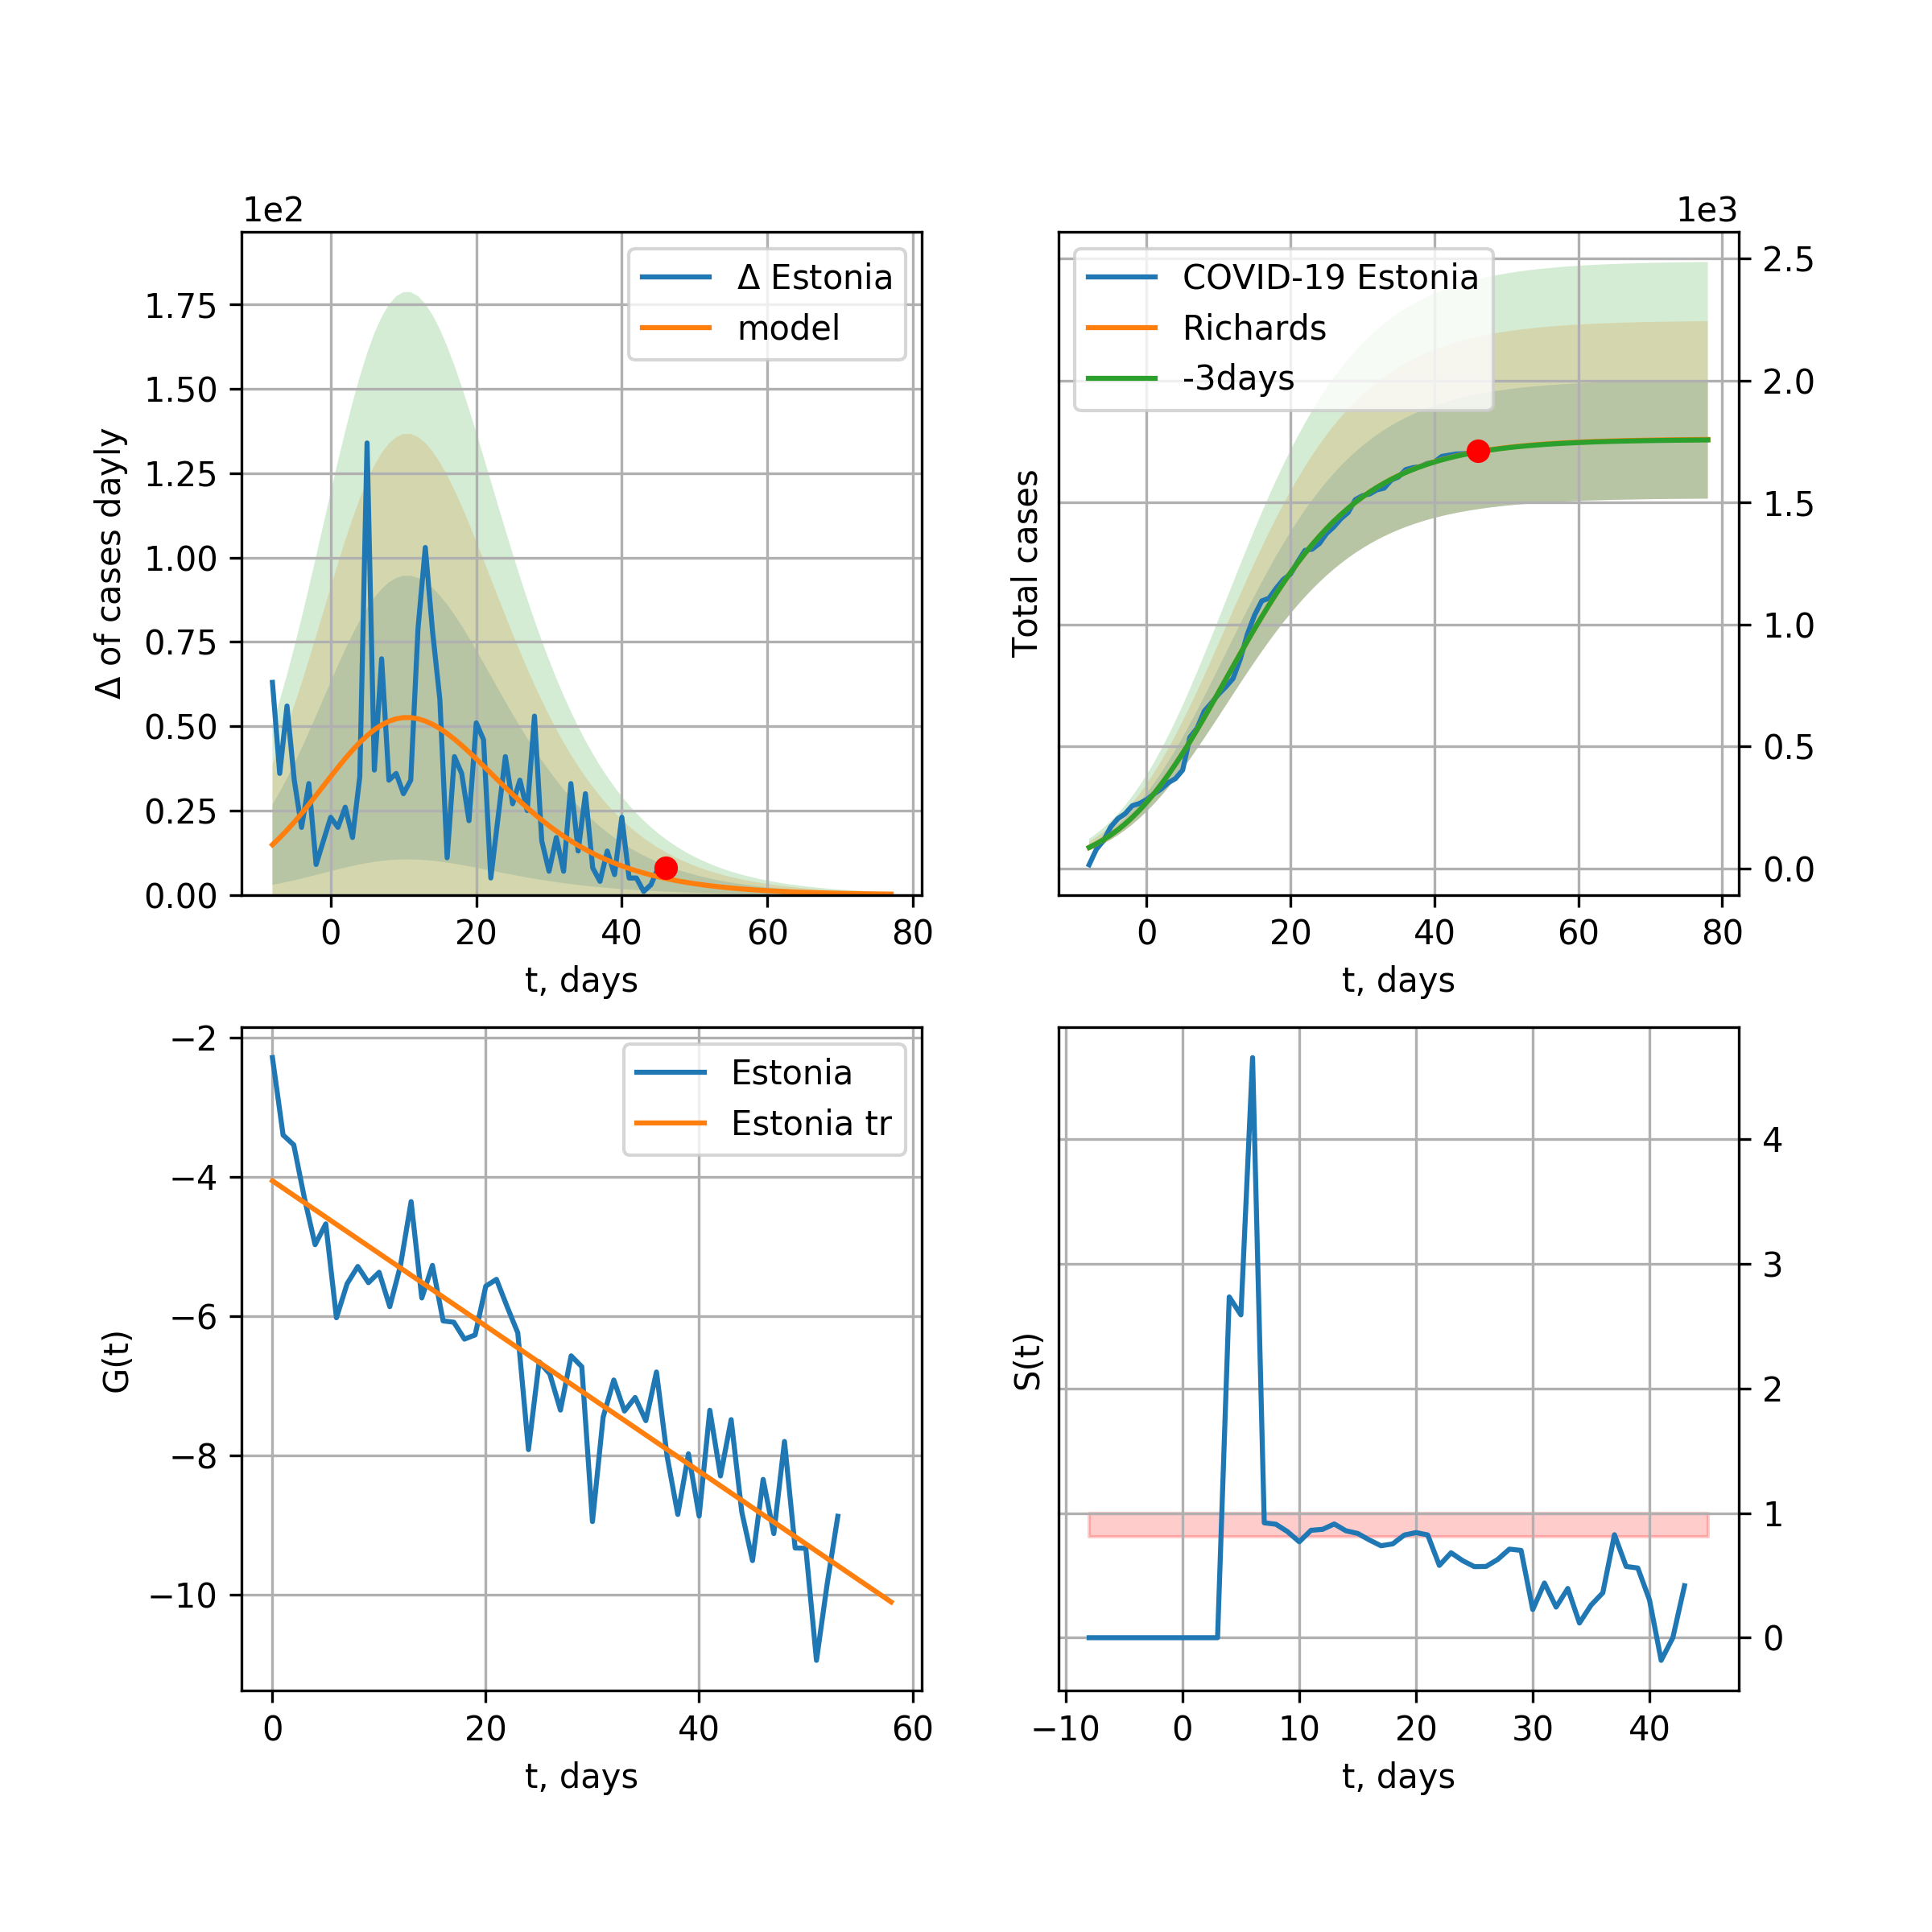 1e2
Δ Estonia
model
1.75
1.50
1.25
1.00
0.75
0.50
0.25
0.00
Δ of cases dayly
0 20 40 60 80
t, days
1e3
COVID-19 Estonia
Richards
-3days
2.5
2.0
1.5
1.0
0.5
0.0
Total cases
0 20 40 60 80
t, days
Estonia
Estonia tr
−2
−4
−6
−8
−10
G(t)
0 20 40 60
t, days
4
3
2
1
0
S(t)
−10 0 10 20 30 40
t, days